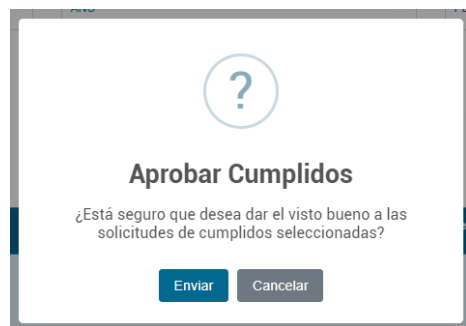 ?
Aprobar Cumplidos
¿Está seguro que desea dar el visto bueno a las
solicitudes de cumplidos seleccionadas?
Enviar Cancelar